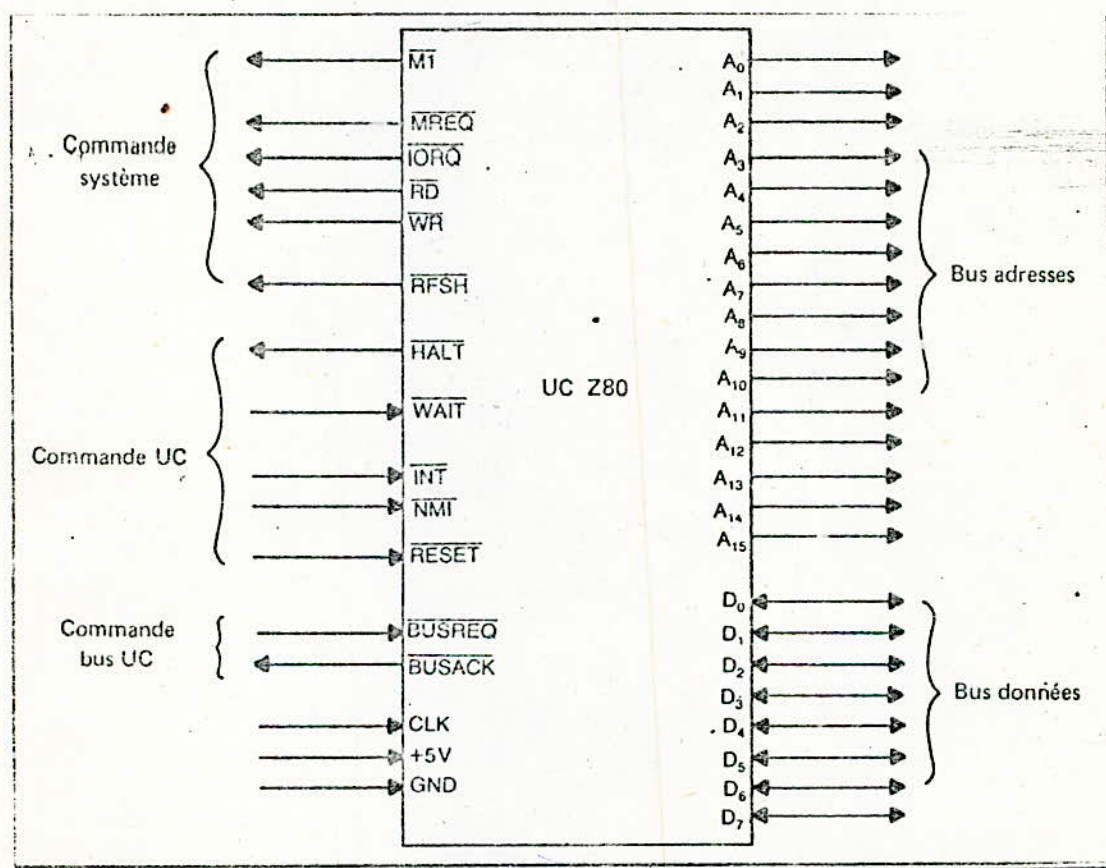 M1
MREQ
IORQ
RD
WR
RFSH
Commande
système
HALT
WAIT
INT
NMI
RESET
Commande UC
BUSREQ
BUSACK
Commande
bus UC
CLK
+5V
GND
UC Z80
A₀
A₁
A₂
A₃
A₄
A₅
A₆
A₇
A₈
A₉
A₁₀
A₁₁
A₁₂
A₁₃
A₁₄
A₁₅
Bus adresses
D₀
D₁
D₂
D₃
D₄
D₅
D₆
D₇
Bus données